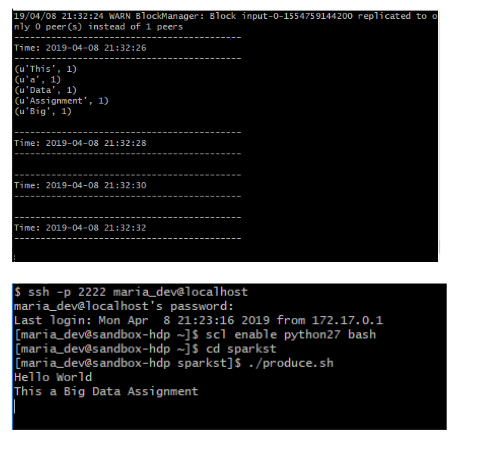 19/04/08 21:32:24 WARN BlockManager: Block input-0-1554759144200 replicated to o
nly 0 peer(s) instead of 1 peers
-------------------------------------------
Time: 2019-04-08 21:32:26
-------------------------------------------
(u'This', 1)
(u'a', 1)
(u'Data', 1)
(u'Assignment', 1)
(u'Big', 1)
-------------------------------------------
Time: 2019-04-08 21:32:28
-------------------------------------------
-------------------------------------------
Time: 2019-04-08 21:32:30
-------------------------------------------
-------------------------------------------
Time: 2019-04-08 21:32:32
-------------------------------------------
$ ssh -p 2222 maria_dev@localhost
maria_dev@localhost's password:
Last login: Mon Apr  8 21:23:16 2019 from 172.17.0.1
[maria_dev@sandbox-hdp ~]$ scl enable python27 bash
[maria_dev@sandbox-hdp ~]$ cd sparkst
[maria_dev@sandbox-hdp sparkst]$ ./produce.sh
Hello World
This a Big Data Assignment